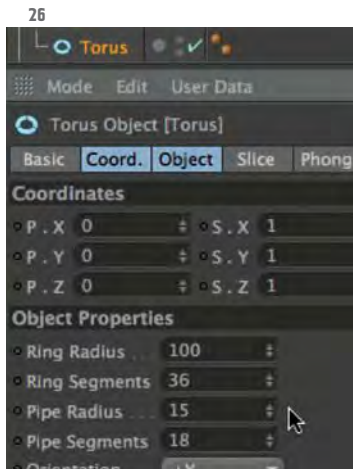 26
Torus
Mode Edit User Data
Torus Object [Torus]
Basic Coord. Object Slice Phong
Coordinates
P . X 0 S . X 1
P . Y 0 S . Y 1
P . Z 0 S . Z 1
Object Properties
Ring Radius ... 100
Ring Segments 36
Pipe Radius ... 15
Pipe Segments 18
Orientation +X